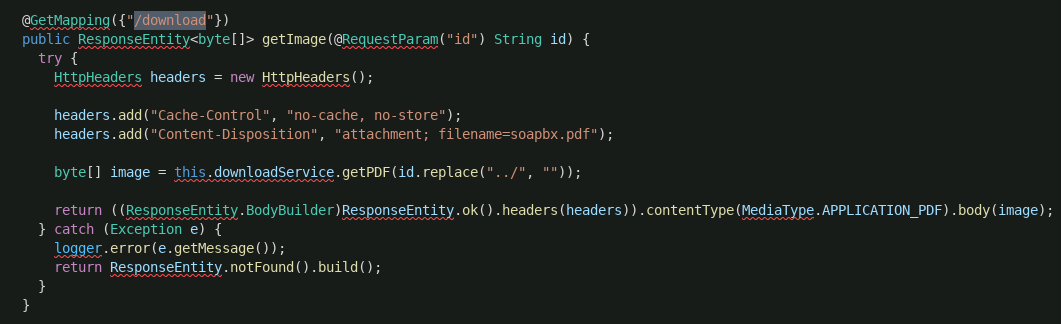 @GetMapping({"/download"})
public ResponseEntity<byte[]> getImage(@RequestParam("id") String id) {
  try {
    HttpHeaders headers = new HttpHeaders();

    headers.add("Cache-Control", "no-cache, no-store");
    headers.add("Content-Disposition", "attachment; filename=soapbx.pdf");

    byte[] image = this.downloadService.getPDF(id.replace("../", ""));

    return ((ResponseEntity.BodyBuilder)ResponseEntity.ok().headers(headers)).contentType(MediaType.APPLICATION_PDF).body(image);
  } catch (Exception e) {
    logger.error(e.getMessage());
    return ResponseEntity.notFound().build();
  }
}